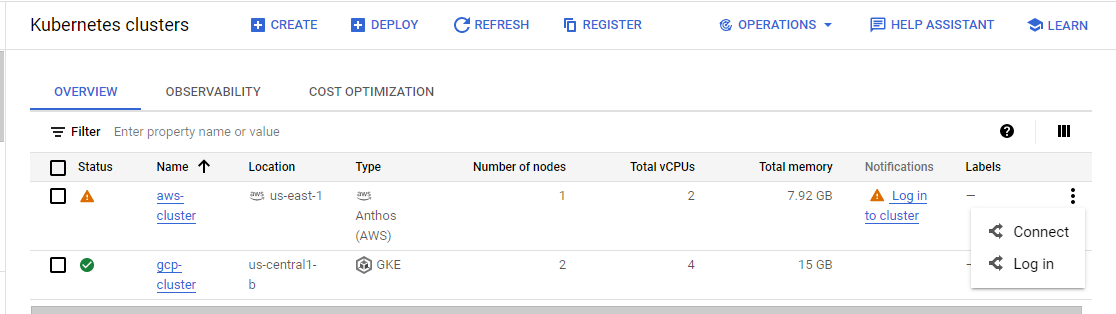 Kubernetes clusters CREATE DEPLOY REFRESH REGISTER OPERATIONS HELP ASSISTANT LEARN
OVERVIEW OBSERVABILITY COST OPTIMIZATION
Filter Enter property name or value
Status Name Location Type Number of nodes Total vCPUs Total memory Notifications Labels
aws-
cluster
aws us-east-1
aws
Anthos
(AWS)
1
2
7.92 GB
Log in
to cluster
—
Connect
Log in
gcp-
cluster
us-central1-
b
GKE
2
4
15 GB